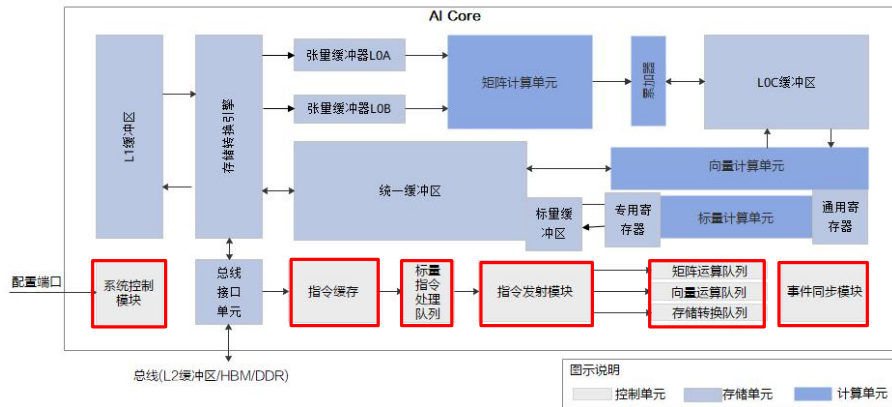 AI Core
L1缓冲区
存储转换引擎
张量缓冲器L0A
张量缓冲器L0B
矩阵计算单元
累加器
L0C缓冲区
统一缓冲区
向量计算单元
标量缓
冲区
专用寄
存器
标量计算单元
通用寄
存器
配置端口
系统控制
模块
总线
接口
单元
指令缓存
标量
指令
处理
队列
指令发射模块
矩阵运算队列
向量运算队列
存储转换队列
事件同步模块
总线(L2缓冲区/HBM/DDR)
图示说明
控制单元
存储单元
计算单元